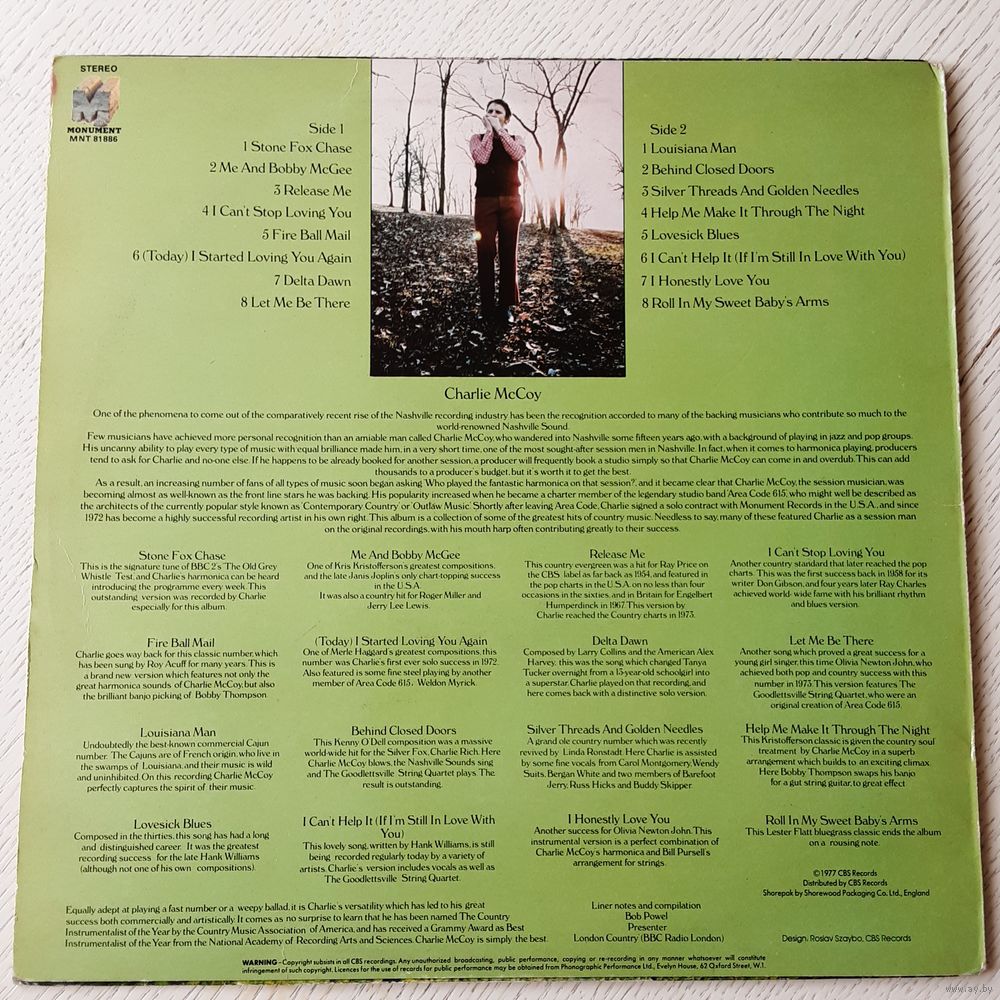 STEREO
M
MONUMENT
MNT 81886
Side 1
1 Stone Fox Chase
2 Me And Bobby McGee
3 Release Me
4 I Can't Stop Loving You
5 Fire Ball Mail
6 (Today) I Started Loving You Again
7 Delta Dawn
8 Let Me Be There
Side 2
1 Louisiana Man
2 Behind Closed Doors
3 Silver Threads And Golden Needles
4 Help Me Make It Through The Night
5 Lovesick Blues
6 I Can't Help It (If I'm Still In Love With You)
7 I Honestly Love You
8 Roll In My Sweet Baby's Arms
Charlie McCoy
One of the phenomena to come out of the comparatively recent rise of the Nashville recording industry has been the recognition accorded to many of the backing musicians who contribute so much to the
world-renowned Nashville Sound.
Few musicians have achieved more personal recognition than an amiable man called Charlie McCoy, who wandered into Nashville some fifteen years ago, with a background of playing in jazz and pop groups.
His uncanny ability to play every type of music with equal brilliance made him, in a very short time, one of the most sought-after session men in Nashville. In fact, when it comes to harmonica playing, producers
tend to ask for Charlie and no-one else. If he happens to be already booked for another session, a producer will frequently book a studio simply so that Charlie McCoy can come in and overdub. This can add
thousands to a producer's budget, but it's worth it to get the best.
As a result, an increasing number of fans of all types of music soon began asking 'Who played the fantastic harmonica on that session?', and it became clear that Charlie McCoy, the session musician, was
becoming almost as well-known as the front line stars he was backing. His popularity increased when he became a charter member of the legendary studio band 'Area Code 615', who might well be described as
the architects of the currently popular style known as 'Contemporary Country' or 'Outlaw Music'. Shortly after leaving Area Code, Charlie signed a solo contract with Monument Records in the U.S.A., and since
1972 has become a highly successful recording artist in his own right. This album is a collection of some of the greatest hits of country music. Needless to say, many of these featured Charlie as a session man
on the original recordings, with his mouth harp often contributing greatly to their success.
Stone Fox Chase
This is the signature tune of BBC 2's 'The Old Grey
Whistle Test', and Charlie's harmonica can be heard
introducing the programme every week. This
outstanding version was recorded by Charlie
especially for this album.
Me And Bobby McGee
One of Kris Kristofferson's greatest compositions,
and the late Janis Joplin's only chart-topping success
in the U.S.A.
It was also a country hit for Roger Miller and
Jerry Lee Lewis.
Release Me
This country evergreen was a hit for Ray Price on
the CBS label as far back as 1954, and featured in
the pop charts in the U.S.A. on no less than four
occasions in the sixties, and in Britain for Engelbert
Humperdinck in 1967. This version by
Charlie reached the Country charts in 1973.
I Can't Stop Loving You
Another country standard that later reached the pop
charts. This was the first success back in 1958 for its
writer Don Gibson, and four years later Ray Charles
achieved world-wide fame with his brilliant rhythm
and blues version.
Fire Ball Mail
Charlie goes way back for this classic number, which
has been sung by Roy Acuff for many years. This is
a brand new version which features not only the
great harmonica sounds of Charlie McCoy, but also
the brilliant banjo picking of Bobby Thompson.
(Today) I Started Loving You Again
One of Merle Haggard's greatest compositions, this
number was Charlie's first ever solo success in 1972.
Also featured is some fine steel playing by another
member of Area Code 615, Weldon Myrick.
Delta Dawn
Composed by Larry Collins and the American Alex
Harvey, this was the song which changed Tanya
Tucker overnight from a 13-year-old schoolgirl into
a superstar. Charlie played on that recording, and
here comes back with a distinctive solo version.
Let Me Be There
Another song which proved a great success for a
young girl singer, this time Olivia Newton John, who
achieved both pop and country success with this
number in 1973. This version features 'The
Goodlettsville String Quartet', who were an
original creation of Area Code 615.
Louisiana Man
Undoubtedly the best-known commercial Cajun
number. The Cajuns are of French origin, who live in
the swamps of Louisiana, and their music is wild
and uninhibited. On this recording Charlie McCoy
perfectly captures the spirit of their music.
Behind Closed Doors
This Kenny O'Dell composition was a massive
world-wide hit for the Silver Fox, Charlie Rich. Here
Charlie McCoy blows, the Nashville Sounds sing
and The Goodlettsville String Quartet plays. The
result is outstanding.
Silver Threads And Golden Needles
A grand ole country number which was recently
revived by Linda Ronstadt. Here Charlie is assisted
by some fine vocals from Carol Montgomery, Wendy
Suits, Bergan White and two members of Barefoot
Jerry, Russ Hicks and Buddy Skipper.
Help Me Make It Through The Night
This Kristofferson classic is given the country soul
treatment by Charlie McCoy in a superb
arrangement which builds to an exciting climax.
Here Bobby Thompson swaps his banjo
for a gut string guitar, to great effect.
Lovesick Blues
Composed in the thirties, this song has had a long
and distinguished career. It was the greatest
recording success for the late Hank Williams
(although not one of his own compositions).
I Can't Help It (If I'm Still In Love With
You)
This lovely song, written by Hank Williams, is still
being recorded regularly today by a variety of
artists. Charlie's version includes vocals as well as
The Goodlettsville String Quartet.
I Honestly Love You
Another success for Olivia Newton John. This
instrumental version is a perfect combination of
Charlie McCoy's harmonica and Bill Pursell's
arrangement for strings.
Roll In My Sweet Baby's Arms
This Lester Flatt bluegrass classic ends the album
on a rousing note.
©1977 CBS Records
Distributed by CBS Records
Shorepak by Shorewood Packaging Co. Ltd., England
Equally adept at playing a fast number or a weepy ballad, it is Charlie's versatility which has led to his great
success both commercially and artistically. It comes as no surprise to learn that he has been named The Country
Instrumentalist of the Year by the Country Music Association of America, and has received a Grammy Award as Best
Instrumentalist of the Year from the National Academy of Recording Arts and Sciences. Charlie McCoy is simply the best.
Liner notes and compilation
Bob Powel
Presenter
London Country (BBC Radio London)
Design: Roslav Szaybo, CBS Records
WARNING – Copyright subsists in all CBS recordings. Any unauthorized broadcasting, public performance, copying or re-recording in any manner whatsoever will constitute
infringement of such copyright. Licences for the use of records for public performance may be obtained from Phonographic Performance Ltd., Evelyn House, 62 Oxford Street, W.1.
www.ay.by